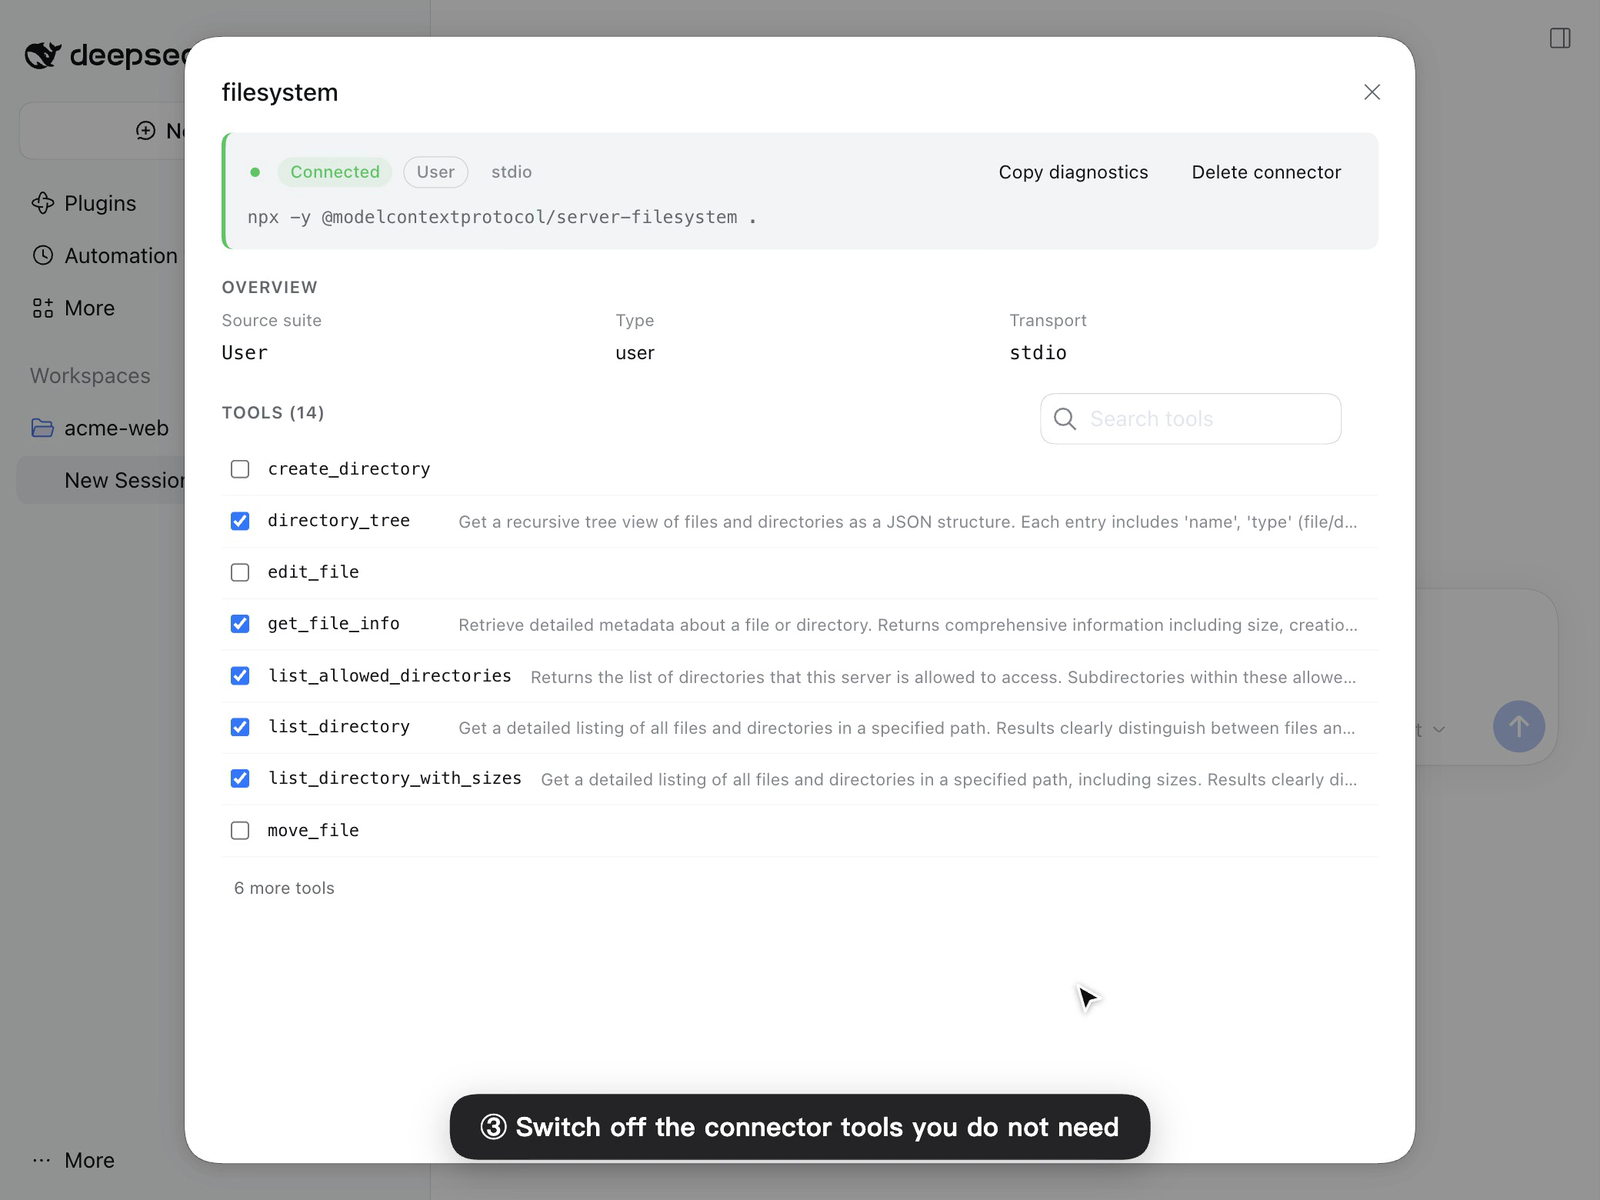 deepsee
filesystem
Ne
Connected User stdio Copy diagnostics Delete connector
npx -y @modelcontextprotocol/server-filesystem .
Plugins
Automation
More
OVERVIEW
Source suite Type Transport
User user stdio
Workspaces
acme-web
New Session
TOOLS (14) Search tools
create_directory
directory_tree Get a recursive tree view of files and directories as a JSON structure. Each entry includes 'name', 'type' (file/d...
edit_file
get_file_info Retrieve detailed metadata about a file or directory. Returns comprehensive information including size, creatio...
list_allowed_directories Returns the list of directories that this server is allowed to access. Subdirectories within these allowe...
list_directory Get a detailed listing of all files and directories in a specified path. Results clearly distinguish between files an...
t
list_directory_with_sizes Get a detailed listing of all files and directories in a specified path, including sizes. Results clearly di...
move_file
6 more tools
③ Switch off the connector tools you do not need
... More